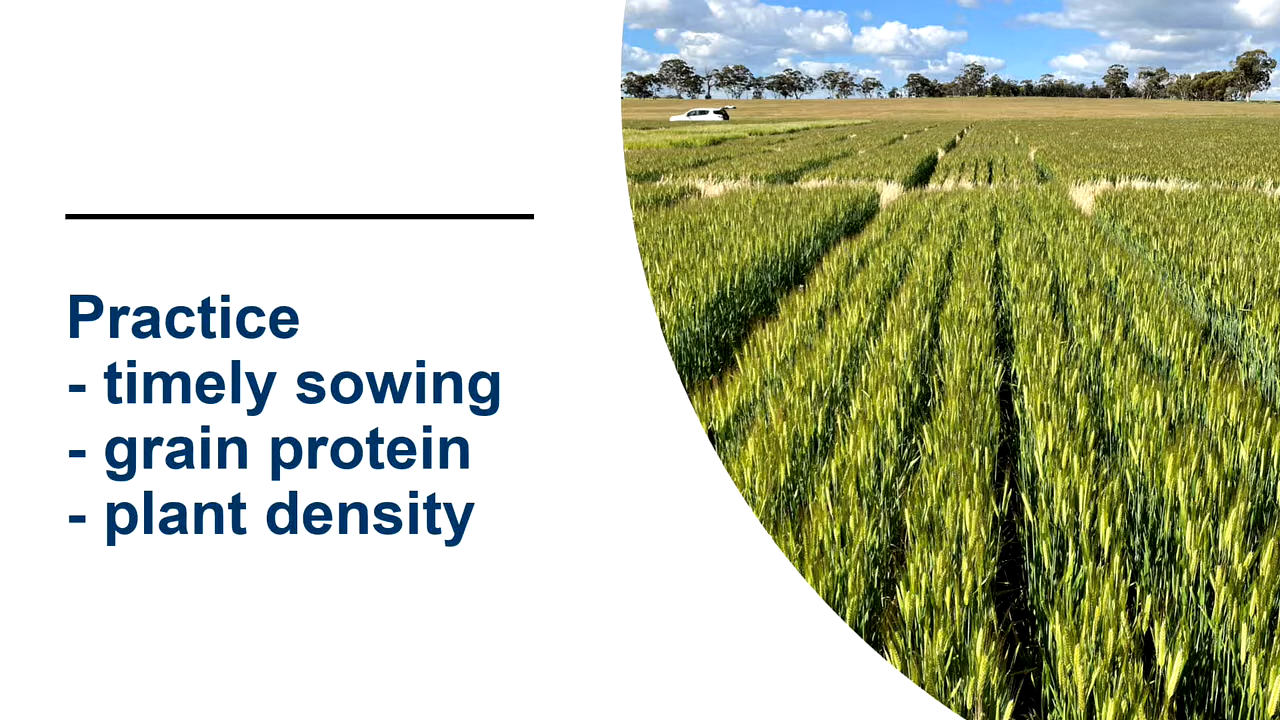 Practice
- timely sowing
- grain protein
- plant density